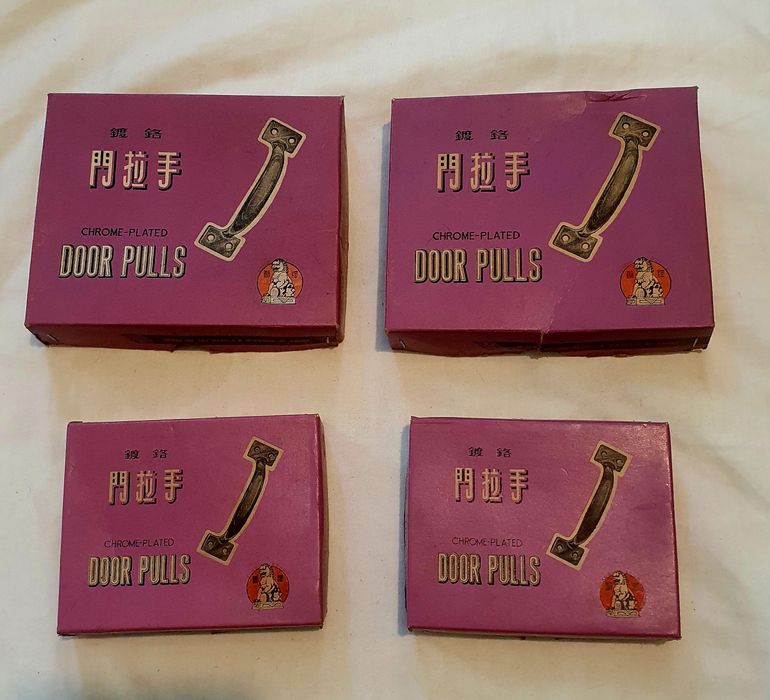 鍍鉻
門拉手
CHROME-PLATED
DOOR PULLS
鍍鉻
門拉手
CHROME-PLATED
DOOR PULLS
鍍鉻
門拉手
CHROME-PLATED
DOOR PULLS
鍍鉻
門拉手
CHROME-PLATED
DOOR PULLS